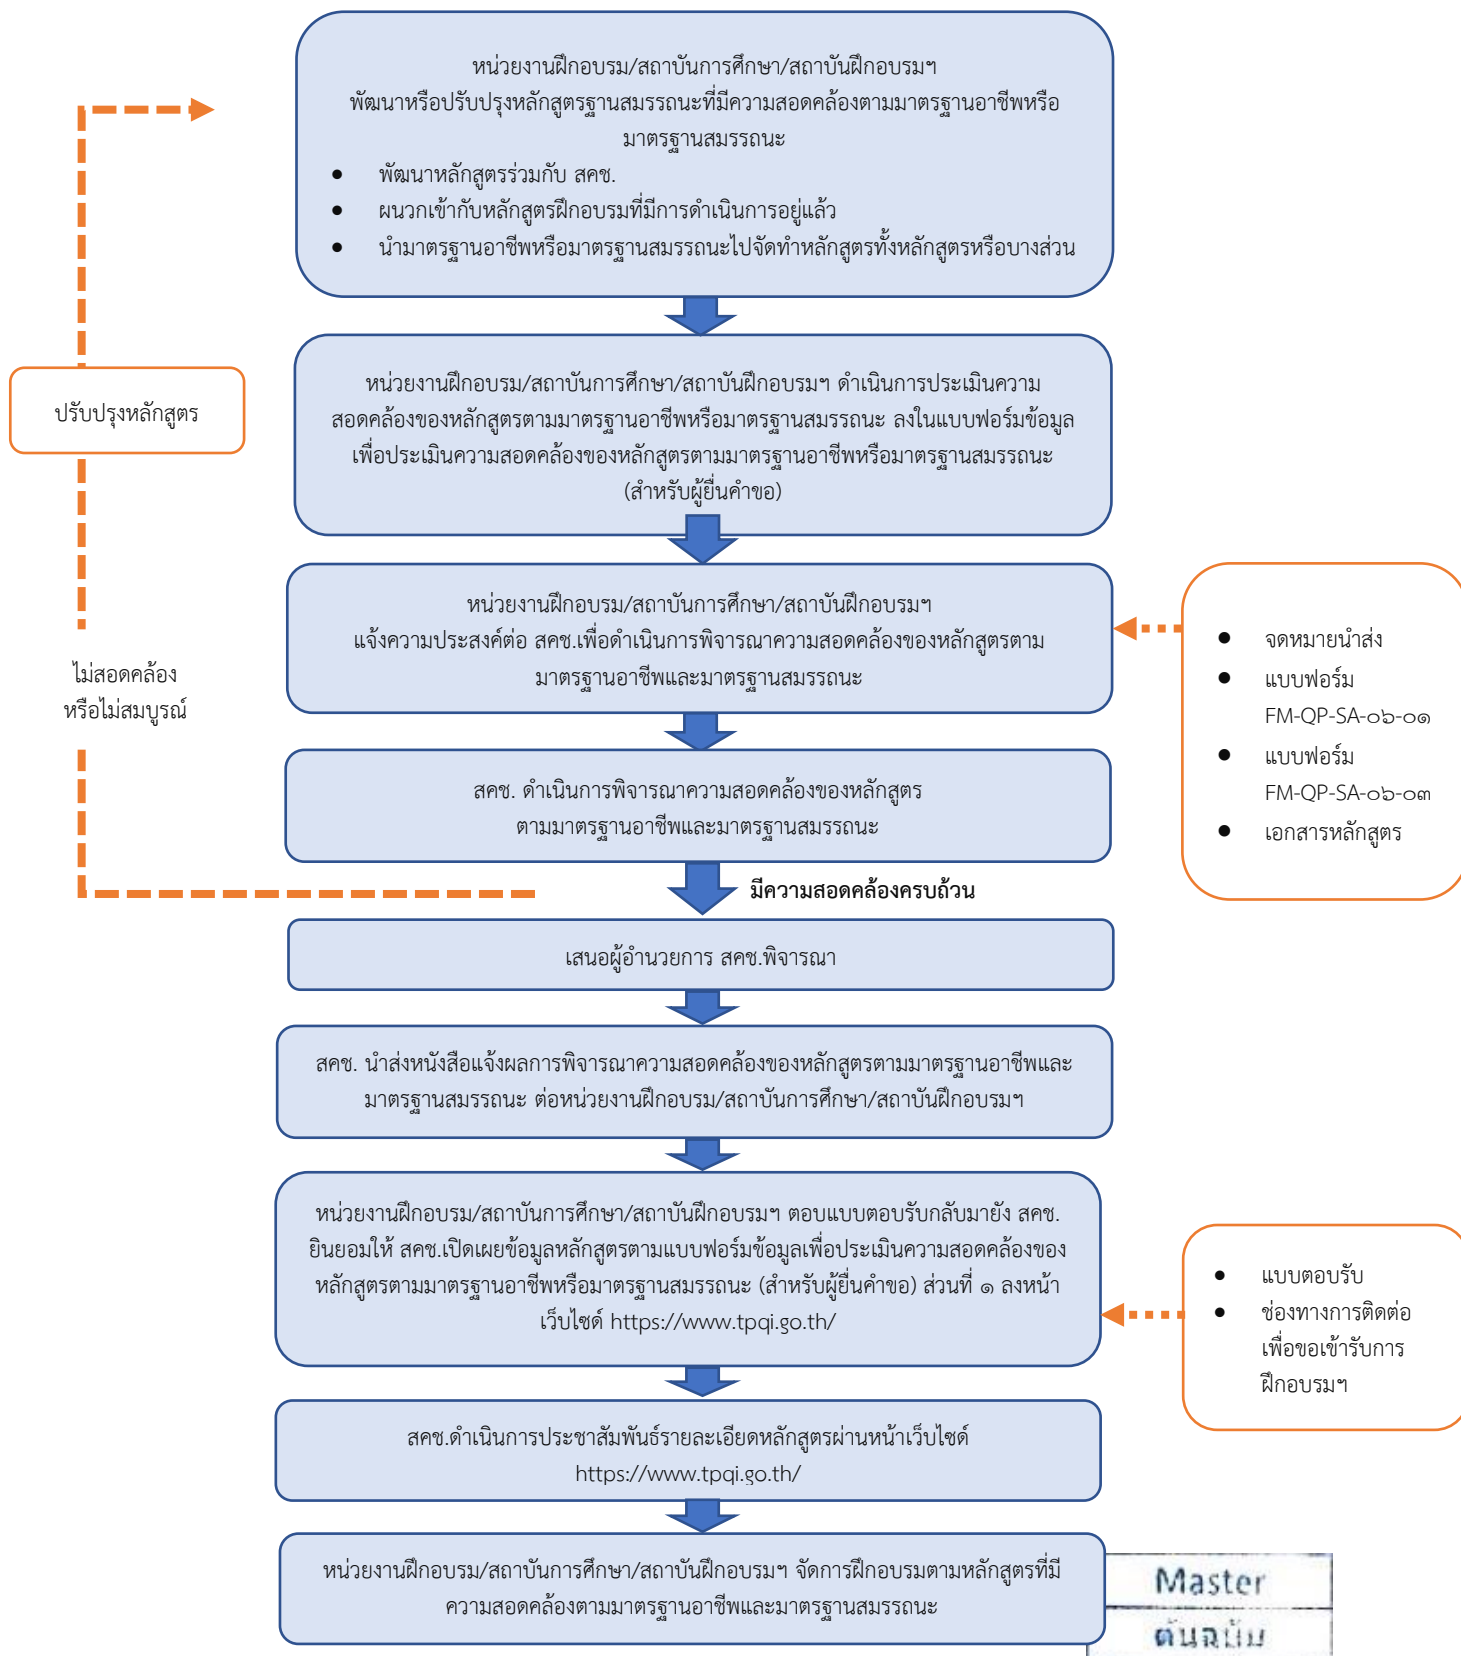 หน่วยงานฝึกอบรม/สถาบันการศึกษา/สถาบันฝึกอบรมฯ
พัฒนาหรือปรับปรุงหลักสูตรฐานสมรรถนะที่มีความสอดคล้องตามมาตรฐานอาชีพหรือ
มาตรฐานสมรรถนะ
● พัฒนาหลักสูตรร่วมกับ สคช.
● ผนวกเข้ากับหลักสูตรฝึกอบรมที่มีการดำเนินการอยู่แล้ว
● นำมาตรฐานอาชีพหรือมาตรฐานสมรรถนะไปจัดทำหลักสูตรทั้งหลักสูตรหรือบางส่วน
หน่วยงานฝึกอบรม/สถาบันการศึกษา/สถาบันฝึกอบรมฯ ดำเนินการประเมินความ
สอดคล้องของหลักสูตรตามมาตรฐานอาชีพหรือมาตรฐานสมรรถนะ ลงในแบบฟอร์มข้อมูล
เพื่อประเมินความสอดคล้องของหลักสูตรตามมาตรฐานอาชีพหรือมาตรฐานสมรรถนะ
(สำหรับผู้ยื่นคำขอ)
ปรับปรุงหลักสูตร
หน่วยงานฝึกอบรม/สถาบันการศึกษา/สถาบันฝึกอบรมฯ
แจ้งความประสงค์ต่อ สคช.เพื่อดำเนินการพิจารณาความสอดคล้องของหลักสูตรตาม
มาตรฐานอาชีพและมาตรฐานสมรรถนะ
● จดหมายนำส่ง
● แบบฟอร์ม
FM-QP-SA-๐๖-๐๑
● แบบฟอร์ม
FM-QP-SA-๐๖-๐๓
● เอกสารหลักสูตร
ไม่สอดคล้อง
หรือไม่สมบูรณ์
สคช. ดำเนินการพิจารณาความสอดคล้องของหลักสูตร
ตามมาตรฐานอาชีพและมาตรฐานสมรรถนะ
มีความสอดคล้องครบถ้วน
เสนอผู้อำนวยการ สคช.พิจารณา
สคช. นำส่งหนังสือแจ้งผลการพิจารณาความสอดคล้องของหลักสูตรตามมาตรฐานอาชีพและ
มาตรฐานสมรรถนะ ต่อหน่วยงานฝึกอบรม/สถาบันการศึกษา/สถาบันฝึกอบรมฯ
หน่วยงานฝึกอบรม/สถาบันการศึกษา/สถาบันฝึกอบรมฯ ตอบแบบตอบรับกลับมายัง สคช.
ยินยอมให้ สคช.เปิดเผยข้อมูลหลักสูตรตามแบบฟอร์มข้อมูลเพื่อประเมินความสอดคล้องของ
หลักสูตรตามมาตรฐานอาชีพหรือมาตรฐานสมรรถนะ (สำหรับผู้ยื่นคำขอ) ส่วนที่ ๑ ลงหน้า
เว็บไซด์ https://www.tpqi.go.th/
● แบบตอบรับ
● ช่องทางการติดต่อ
เพื่อขอเข้ารับการ
ฝึกอบรมฯ
สคช.ดำเนินการประชาสัมพันธ์รายละเอียดหลักสูตรผ่านหน้าเว็บไซด์
https://www.tpqi.go.th/
หน่วยงานฝึกอบรม/สถาบันการศึกษา/สถาบันฝึกอบรมฯ จัดการฝึกอบรมตามหลักสูตรที่มี
ความสอดคล้องตามมาตรฐานอาชีพและมาตรฐานสมรรถนะ
Master
ต้นฉบับ